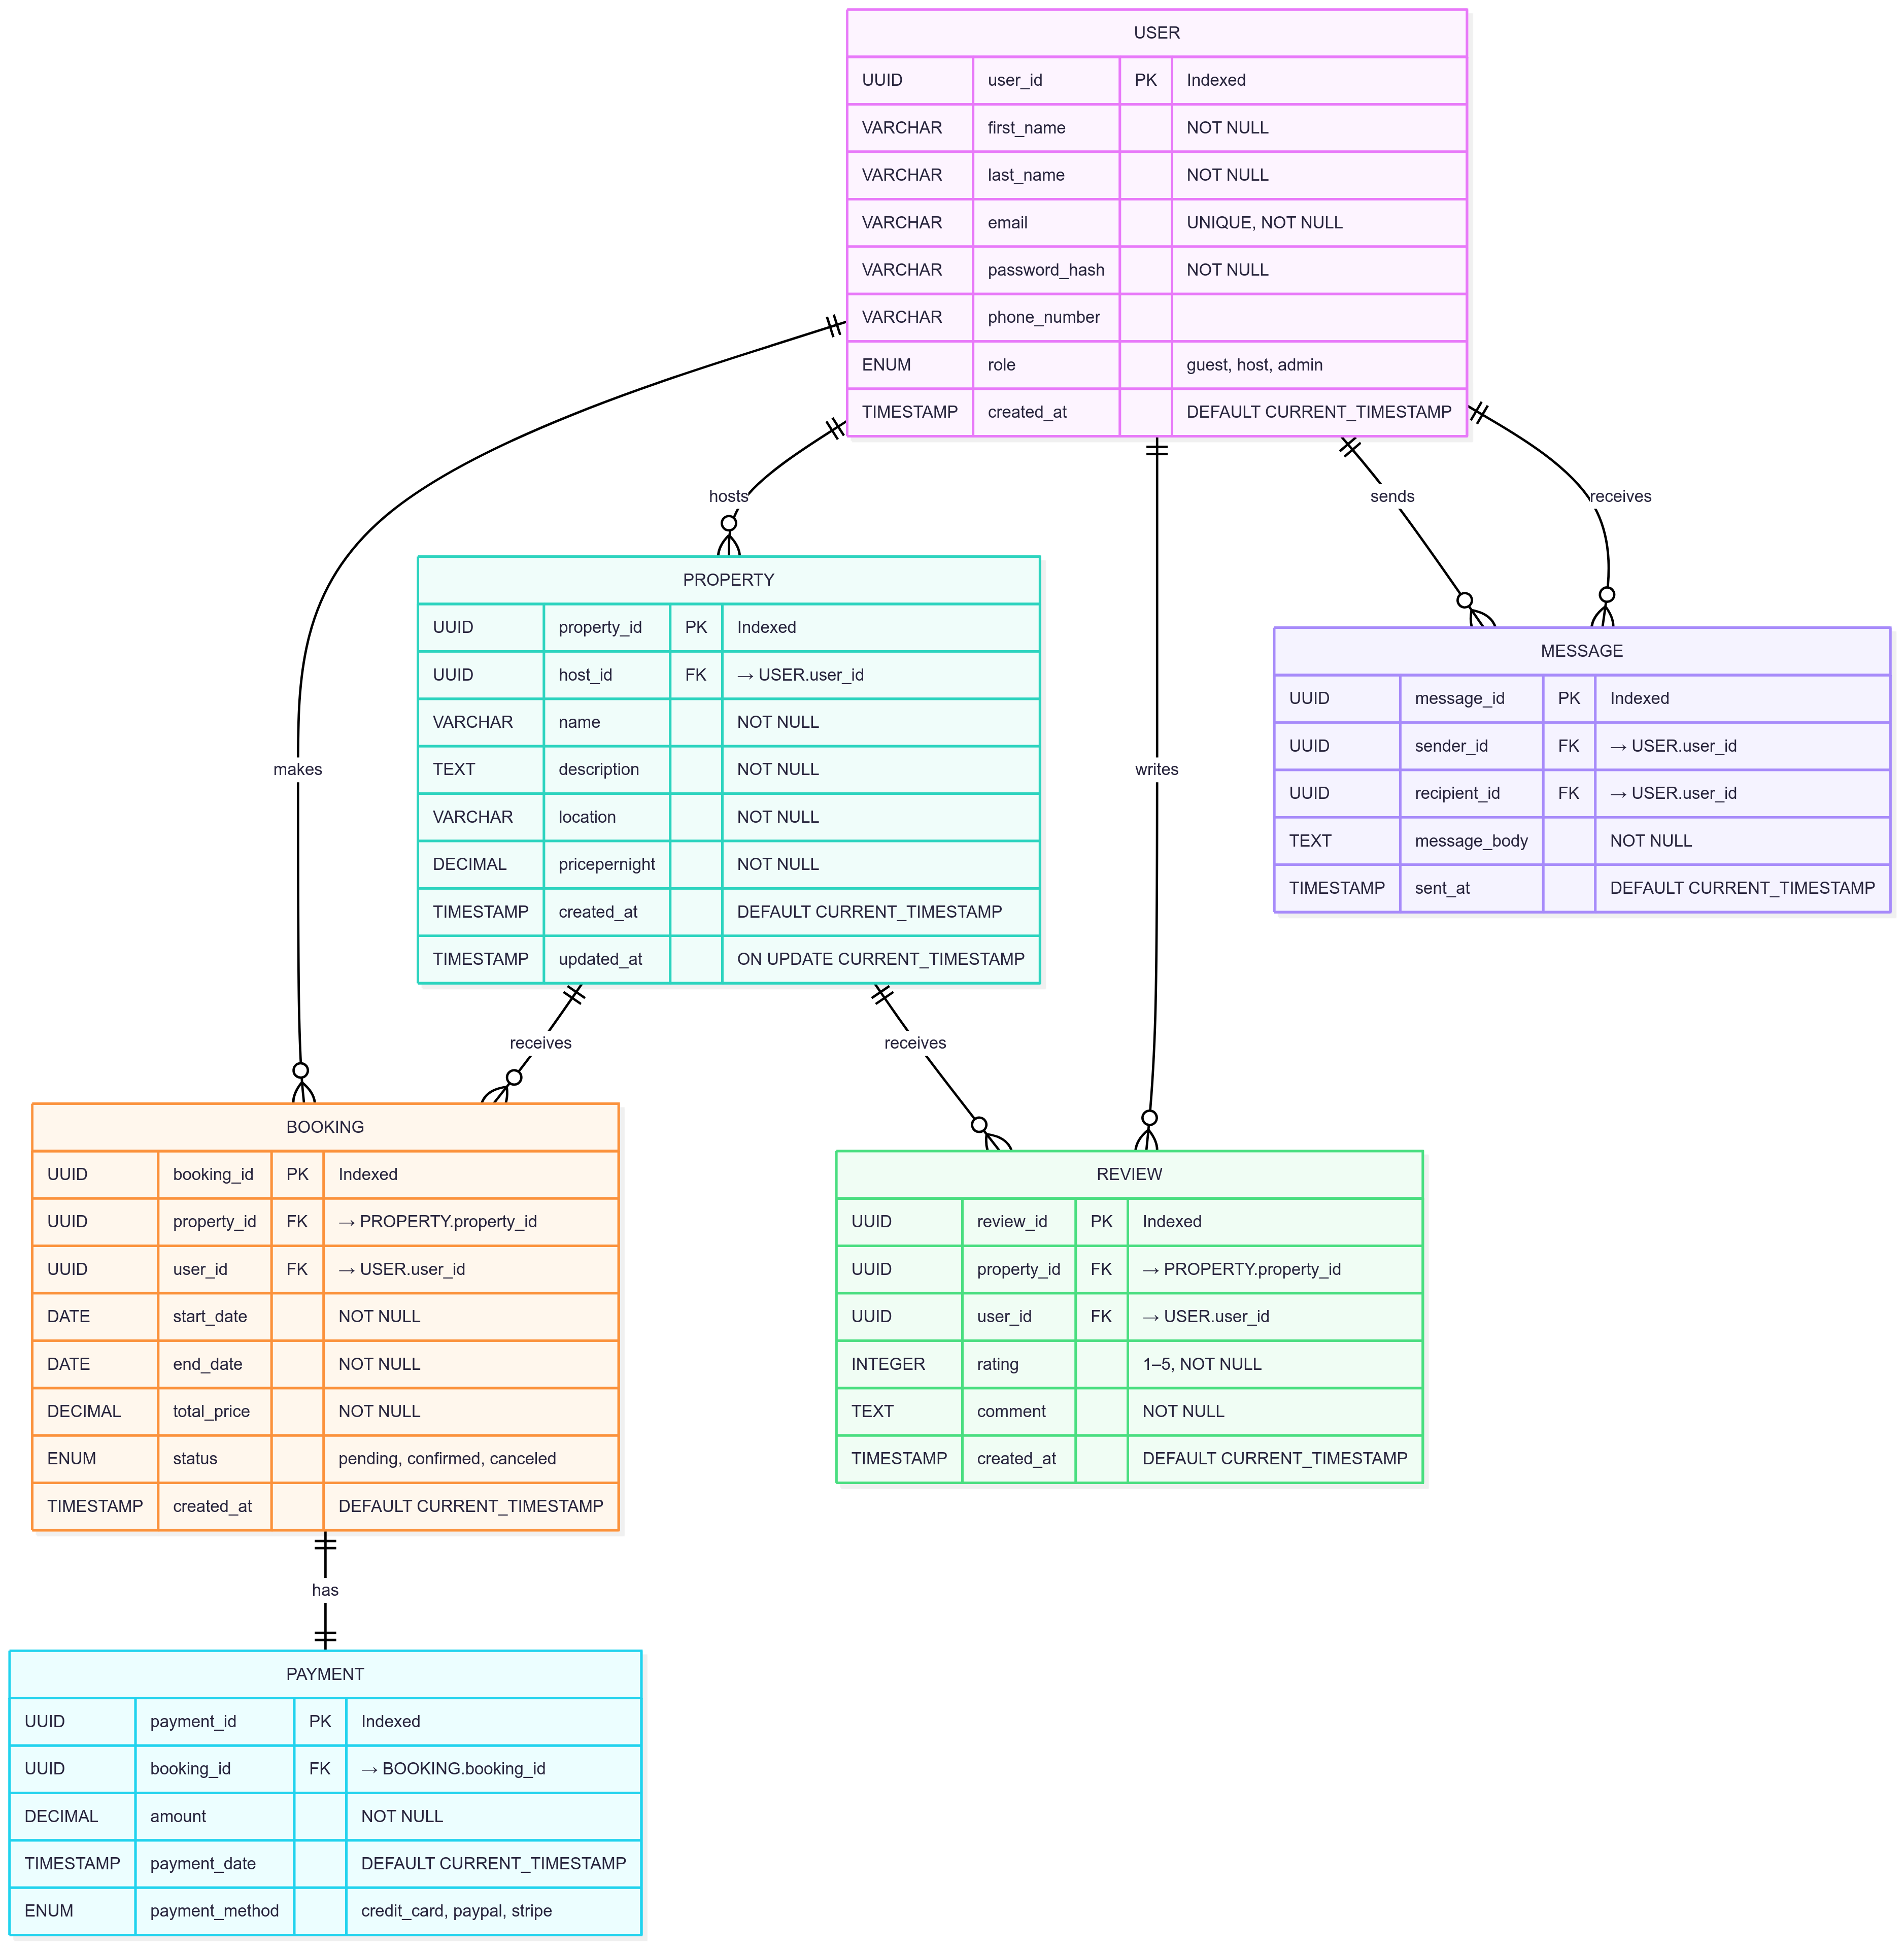 USER
UUID user_id PK Indexed
VARCHAR first_name NOT NULL
VARCHAR last_name NOT NULL
VARCHAR email UNIQUE, NOT NULL
VARCHAR password_hash NOT NULL
VARCHAR phone_number
ENUM role guest, host, admin
TIMESTAMP created_at DEFAULT CURRENT_TIMESTAMP
hosts
sends
receives
PROPERTY
UUID property_id PK Indexed
UUID host_id FK → USER.user_id
VARCHAR name NOT NULL
TEXT description NOT NULL
VARCHAR location NOT NULL
DECIMAL pricepernight NOT NULL
TIMESTAMP created_at DEFAULT CURRENT_TIMESTAMP
TIMESTAMP updated_at ON UPDATE CURRENT_TIMESTAMP
MESSAGE
UUID message_id PK Indexed
UUID sender_id FK → USER.user_id
UUID recipient_id FK → USER.user_id
TEXT message_body NOT NULL
TIMESTAMP sent_at DEFAULT CURRENT_TIMESTAMP
makes
writes
receives
receives
BOOKING
UUID booking_id PK Indexed
UUID property_id FK → PROPERTY.property_id
UUID user_id FK → USER.user_id
DATE start_date NOT NULL
DATE end_date NOT NULL
DECIMAL total_price NOT NULL
ENUM status pending, confirmed, canceled
TIMESTAMP created_at DEFAULT CURRENT_TIMESTAMP
REVIEW
UUID review_id PK Indexed
UUID property_id FK → PROPERTY.property_id
UUID user_id FK → USER.user_id
INTEGER rating 1–5, NOT NULL
TEXT comment NOT NULL
TIMESTAMP created_at DEFAULT CURRENT_TIMESTAMP
has
PAYMENT
UUID payment_id PK Indexed
UUID booking_id FK → BOOKING.booking_id
DECIMAL amount NOT NULL
TIMESTAMP payment_date DEFAULT CURRENT_TIMESTAMP
ENUM payment_method credit_card, paypal, stripe